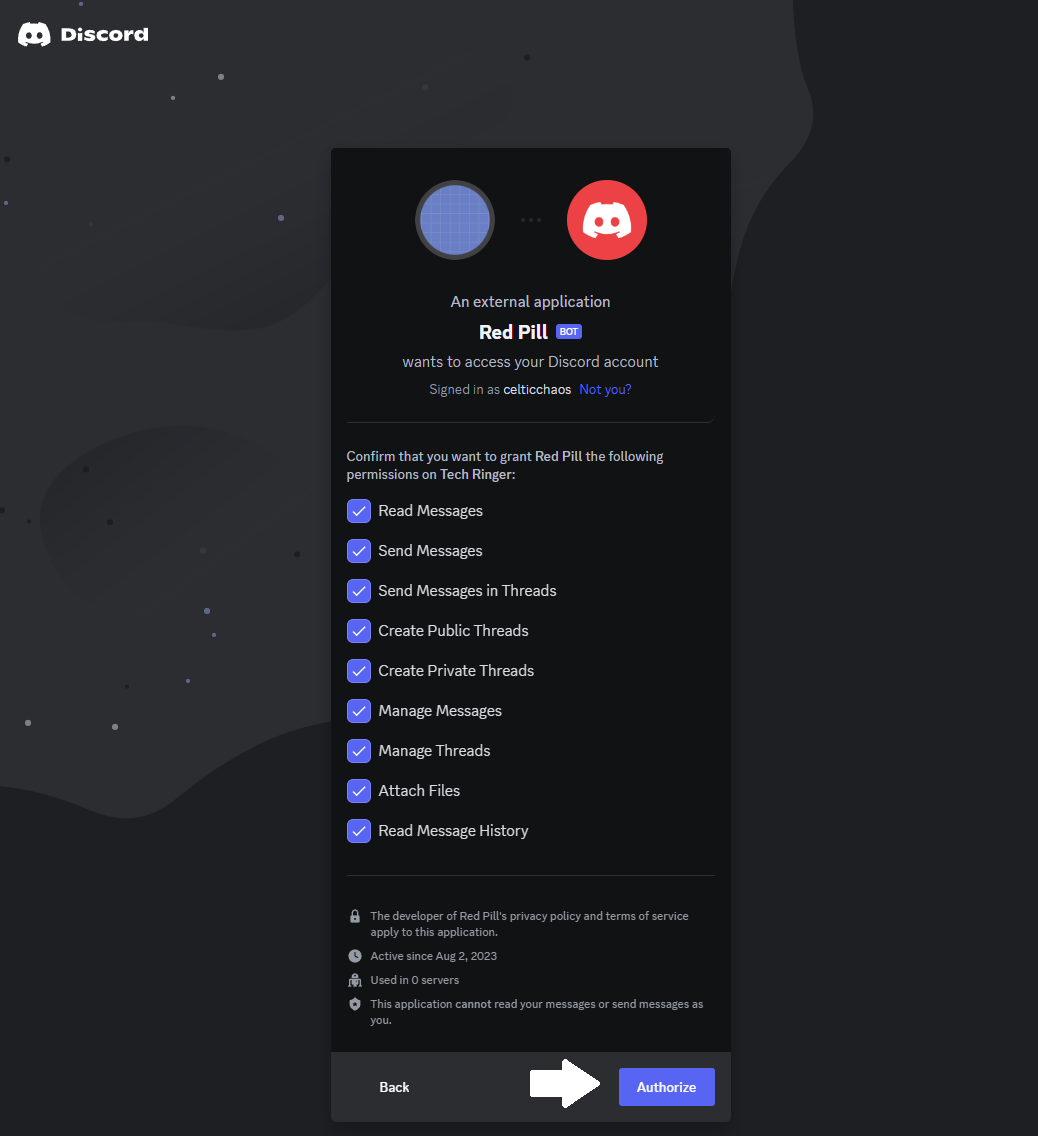 Discord
An external application
Red Pill BOT
wants to access your Discord account
Signed in as celticchaos Not you?
Confirm that you want to grant Red Pill the following
permissions on Tech Ringer:
Read Messages
Send Messages
Send Messages in Threads
Create Public Threads
Create Private Threads
Manage Messages
Manage Threads
Attach Files
Read Message History
The developer of Red Pill's privacy policy and terms of service
apply to this application.
Active since Aug 2, 2023
Used in 0 servers
This application cannot read your messages or send messages as
you.
Back
Authorize